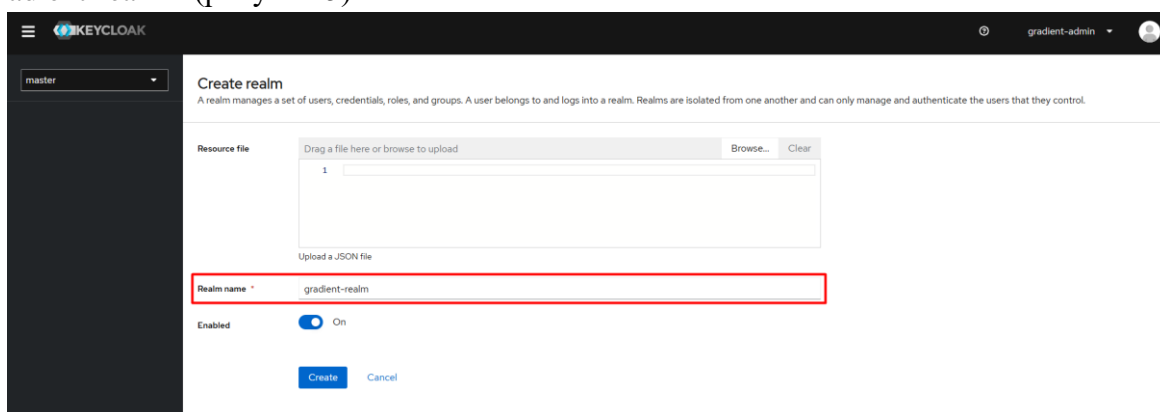 KEYCLOAK
gradient-admin
master
Create realm
A realm manages a set of users, credentials, roles, and groups. A user belongs to and logs into a realm. Realms are isolated from one another and can only manage and authenticate the users that they control.
Resource file
Drag a file here or browse to upload
Browse...
Clear
1
Upload a JSON file
Realm name *
gradient-realm
Enabled
On
Create
Cancel